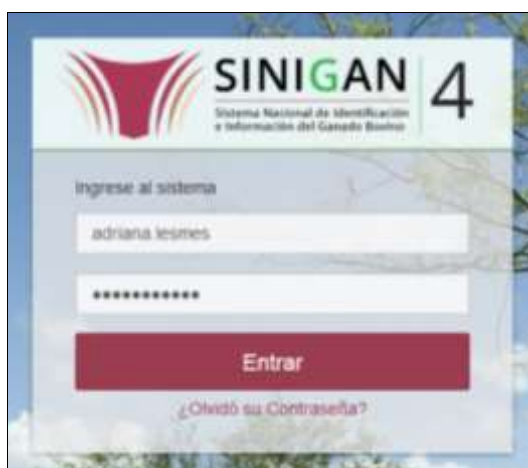 SINIGAN 4
Sistema Nacional de Identificación
e Información del Ganado Bovino
Ingrese al sistema
adriana.lesmes
•••••••••••
Entrar
¿Olvidó su Contraseña?